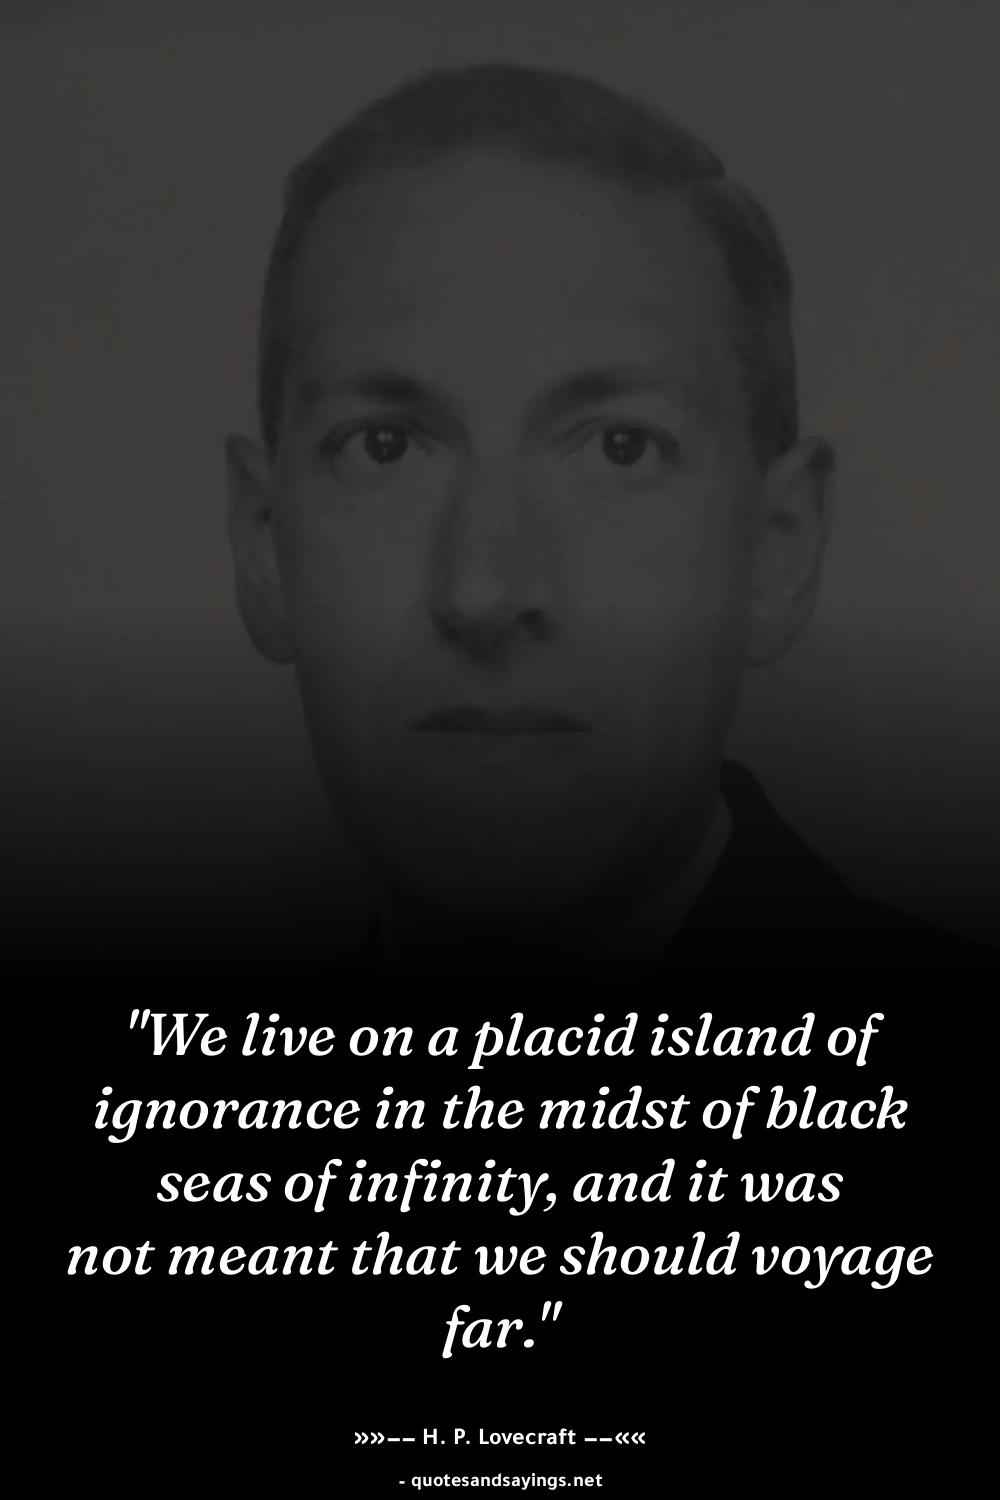 "We live on a placid island of
ignorance in the midst of black
seas of infinity, and it was
not meant that we should voyage
far."
»»−− H. P. Lovecraft −−««
- quotesandsayings.net